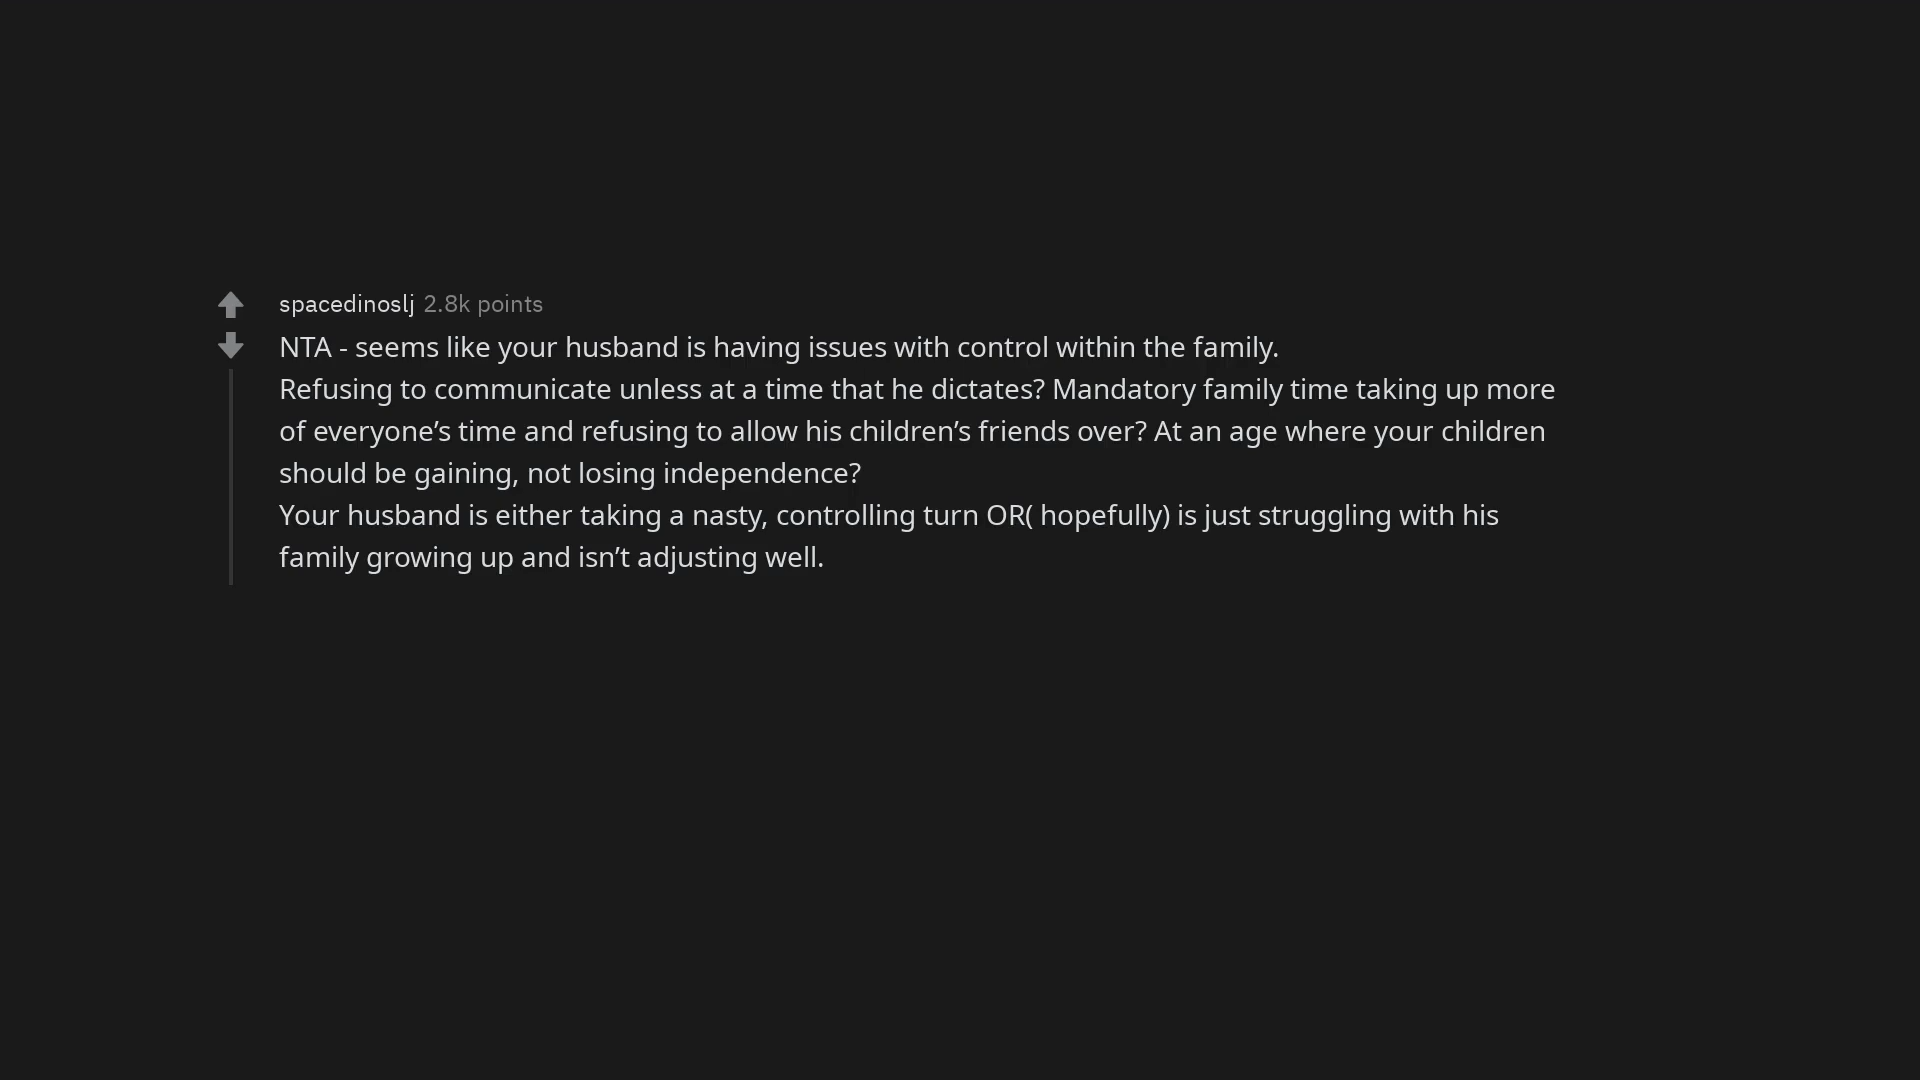 spacedinoslj 2.8k points
NTA - seems like your husband is having issues with control within the family.
Refusing to communicate unless at a time that he dictates? Mandatory family time taking up more
of everyone’s time and refusing to allow his children’s friends over? At an age where your children
should be gaining, not losing independence?
Your husband is either taking a nasty, controlling turn OR( hopefully) is just struggling with his
family growing up and isn’t adjusting well.